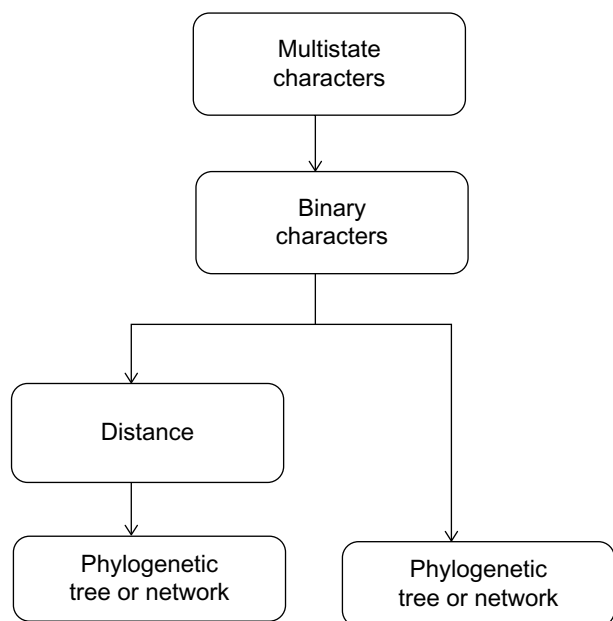 Multistate
characters
Binary
characters
Distance
Phylogenetic
tree or network
Phylogenetic
tree or network